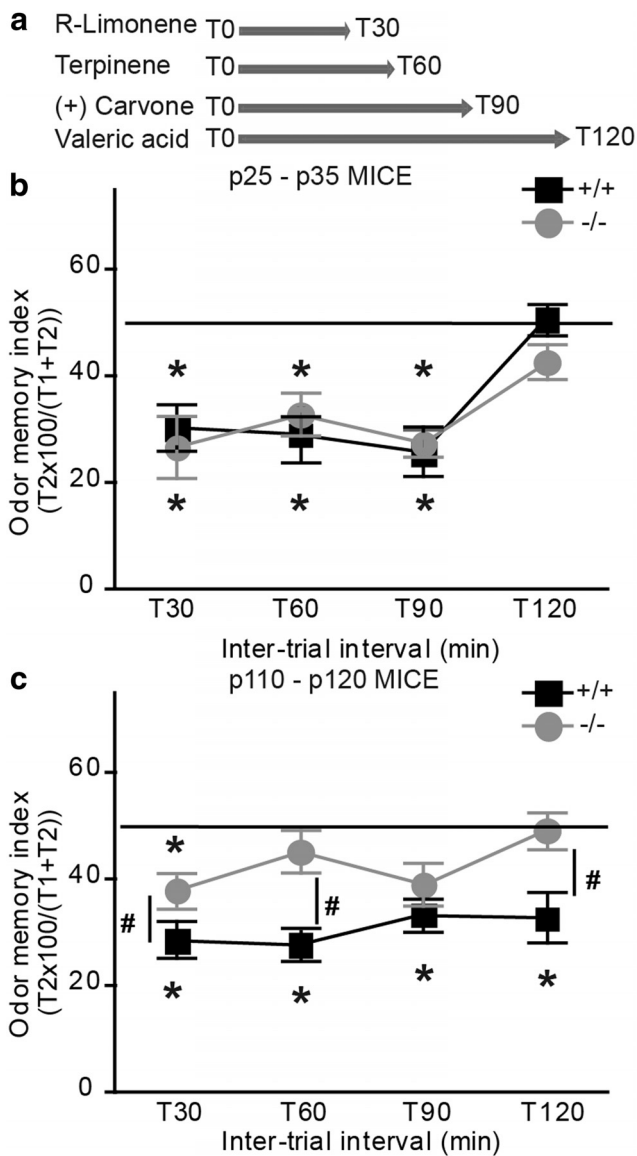 a
R-Limonene T0 T30
Terpinene T0 T60
(+) Carvone T0 T90
Valeric acid T0 T120
b
p25 - p35 MICE
+/+
-/-
Odor memory index
(T2x100/(T1+T2))
60
40
20
0
* * *
* * *
T30 T60 T90 T120
Inter-trial interval (min)
c
p110 - p120 MICE
+/+
-/-
Odor memory index
(T2x100/(T1+T2))
60
40
20
0
*
# # #
* * * *
T30 T60 T90 T120
Inter-trial interval (min)